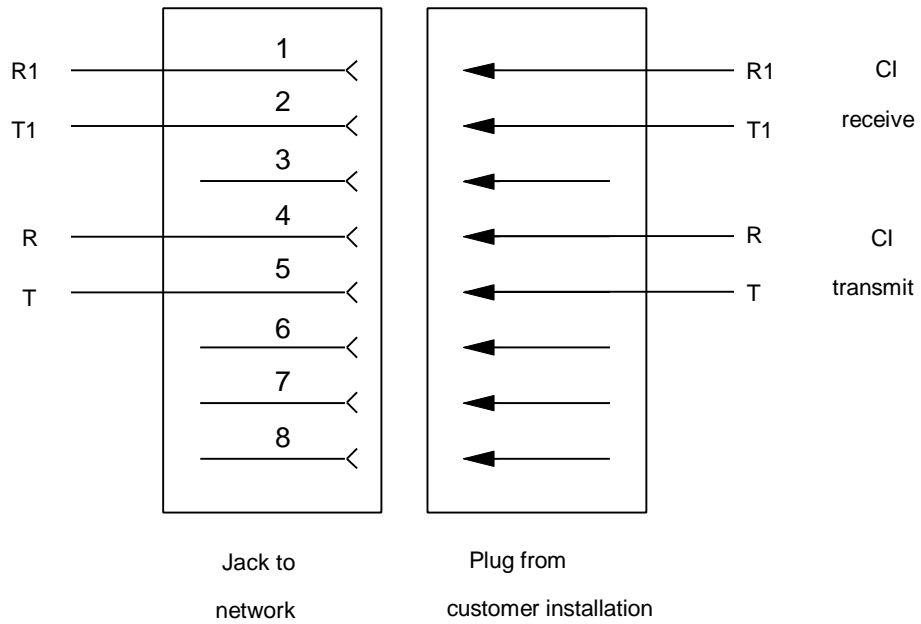 1
R1
R1
CI
2
T1
T1
receive
3
4
R
R
CI
5
T
T
transmit
6
7
8
Jack to
network
Plug from
customer installation